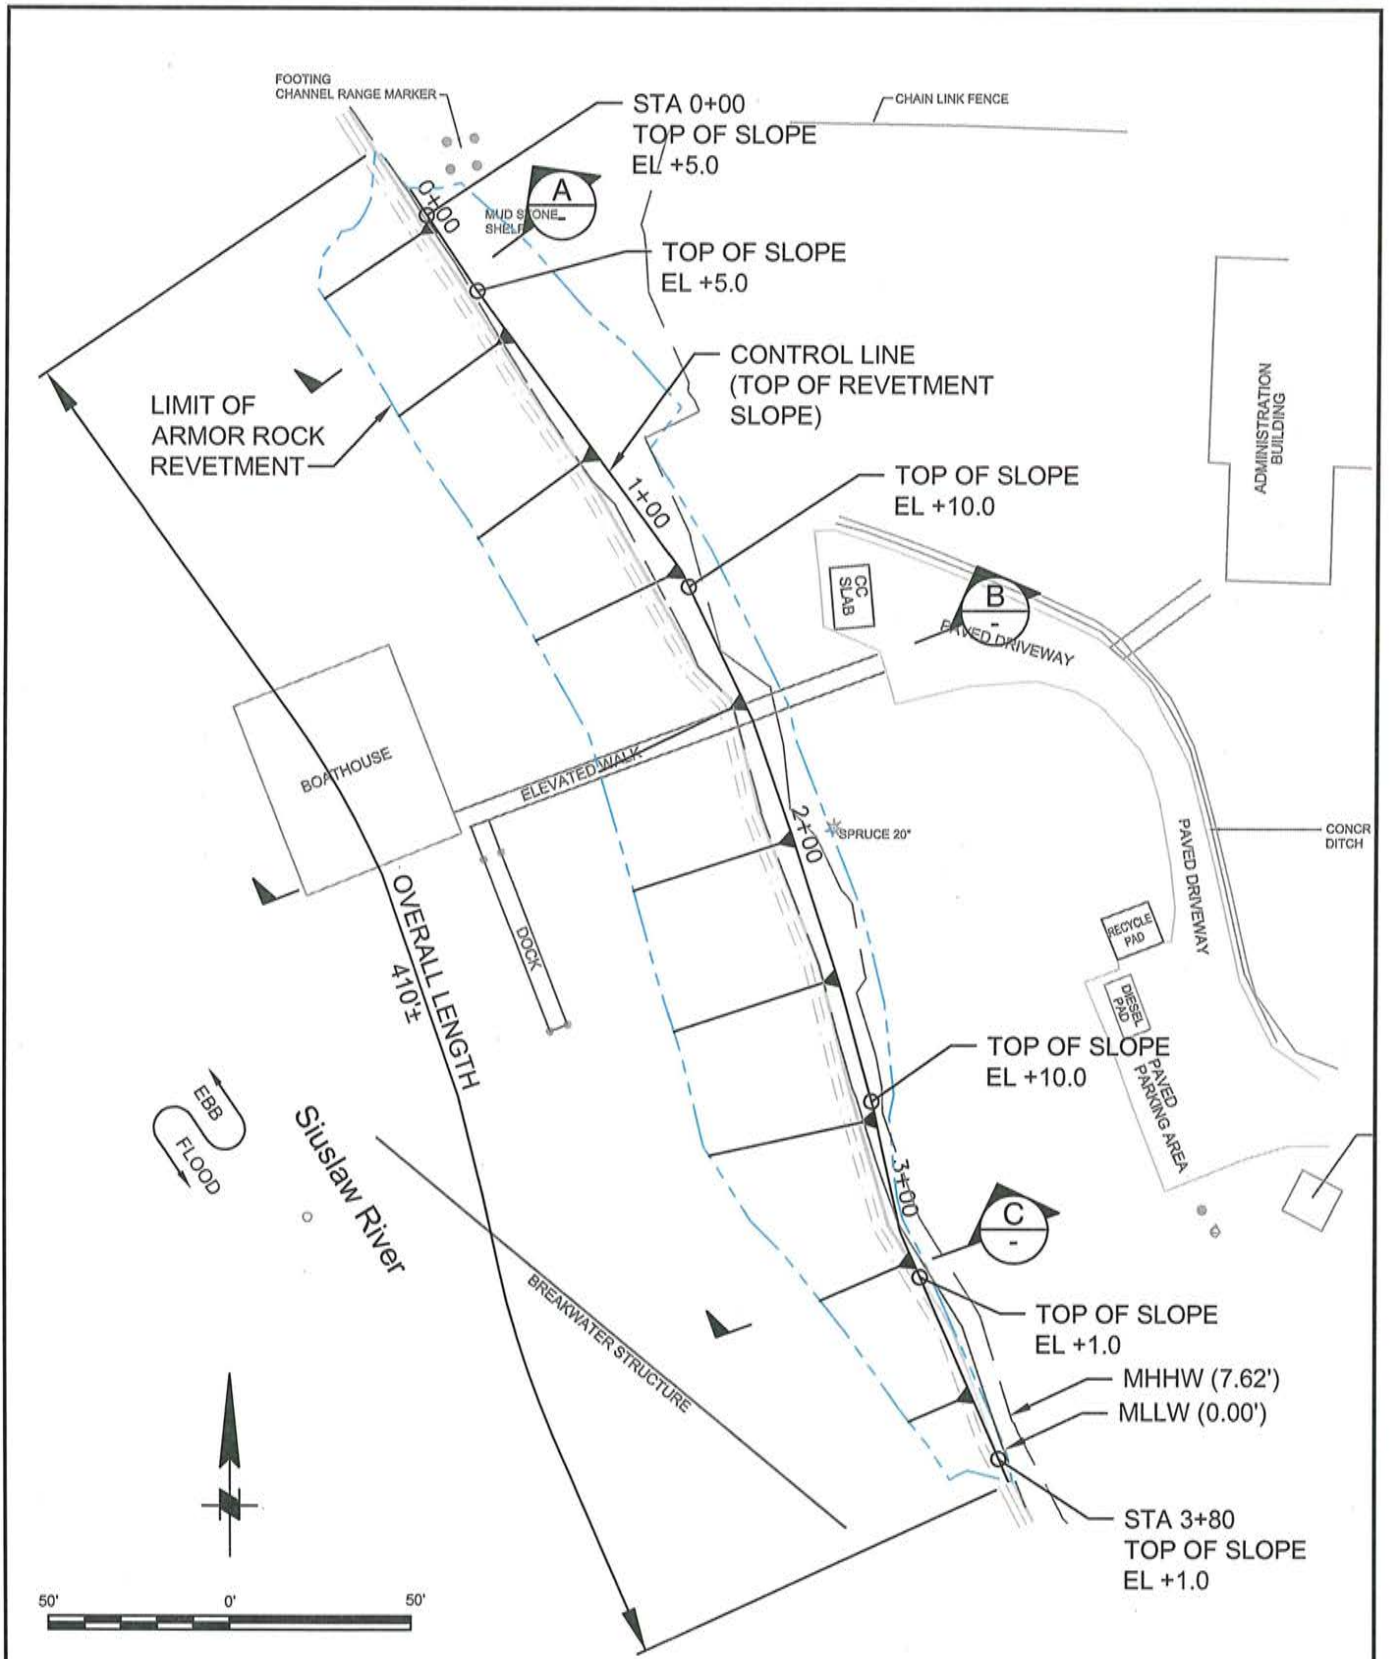 FOOTING
CHANNEL RANGE MARKER
STA 0+00
TOP OF SLOPE
EL +5.0
CHAIN LINK FENCE
0+00
A
-
MUD STONE
SHELF
TOP OF SLOPE
EL +5.0
CONTROL LINE
(TOP OF REVETMENT
SLOPE)
LIMIT OF
ARMOR ROCK
REVETMENT
ADMINISTRATION
BUILDING
1+00
TOP OF SLOPE
EL +10.0
CC
SLAB
B
-
PAVED DRIVEWAY
BOATHOUSE
ELEVATED WALK
2+00
SPRUCE 20"
PAVED DRIVEWAY
CONCR
DITCH
OVERALL LENGTH
410'±
DOCK
RECYCLE
PAD
DIESEL
PAD
TOP OF SLOPE
EL +10.0
PAVED
PARKING AREA
EBB
FLOOD
Siuslaw River
3+00
C
-
BREAKWATER STRUCTURE
TOP OF SLOPE
EL +1.0
MHHW (7.62')
MLLW (0.00')
STA 3+80
TOP OF SLOPE
EL +1.0
N
50' 0' 50'